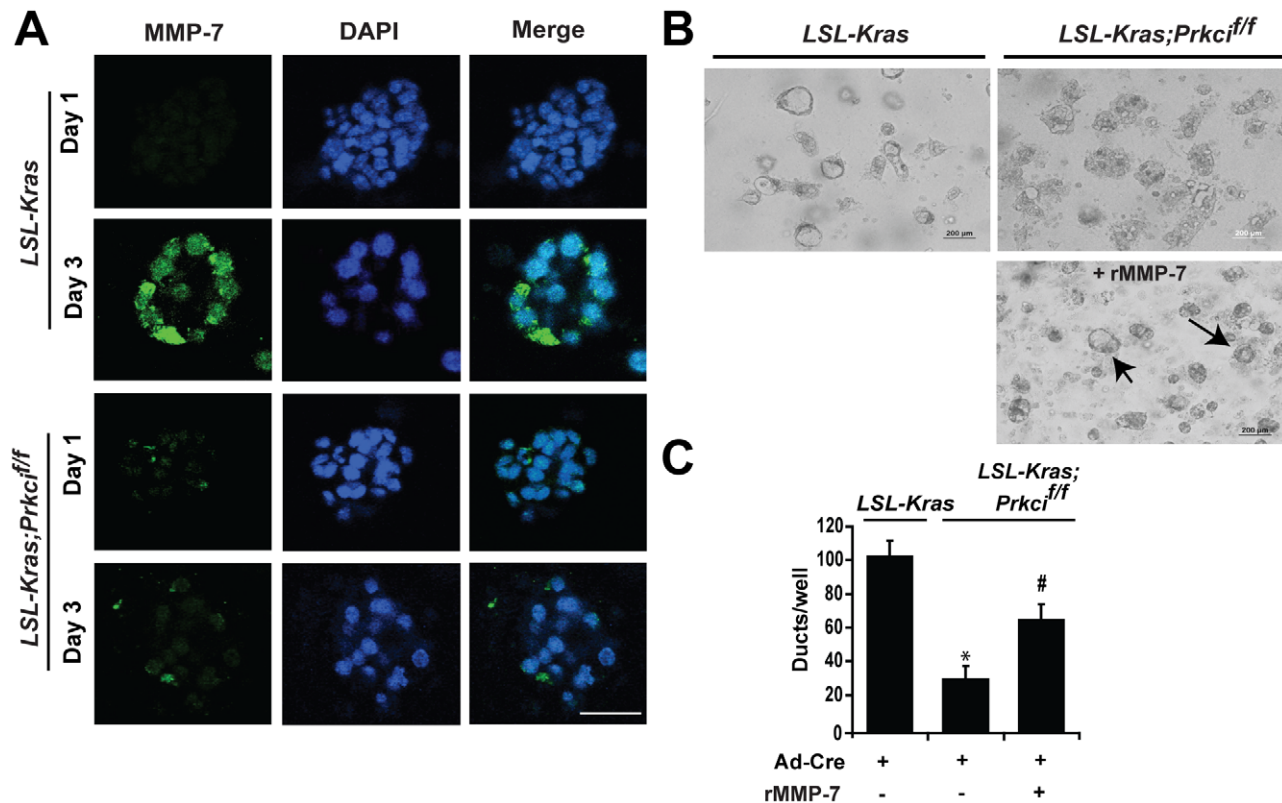 A
MMP-7 DAPI Merge
LSL-Kras
Day 1
Day 3
LSL-Kras;Prkci^f/f
Day 1
Day 3
B
LSL-Kras LSL-Kras;Prkci^f/f
200 µm 200 µm
+ rMMP-7
200 µm
C
LSL-Kras;
LSL-Kras Prkci^f/f
Ducts/well
120
100
80
60
40
20
0
*
#
Ad-Cre + + +
rMMP-7 - - +